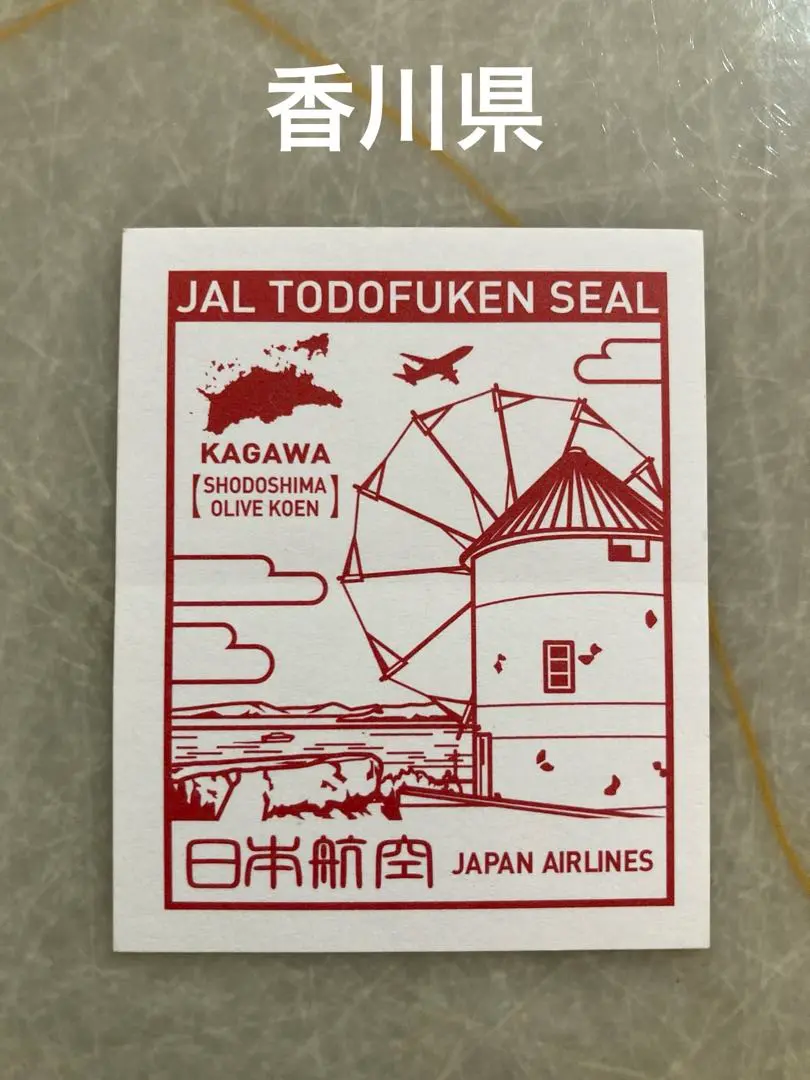 香川県
JAL TODOFUKEN SEAL
KAGAWA
【SHODOSHIMA
OLIVE KOEN】
日本航空 JAPAN AIRLINES